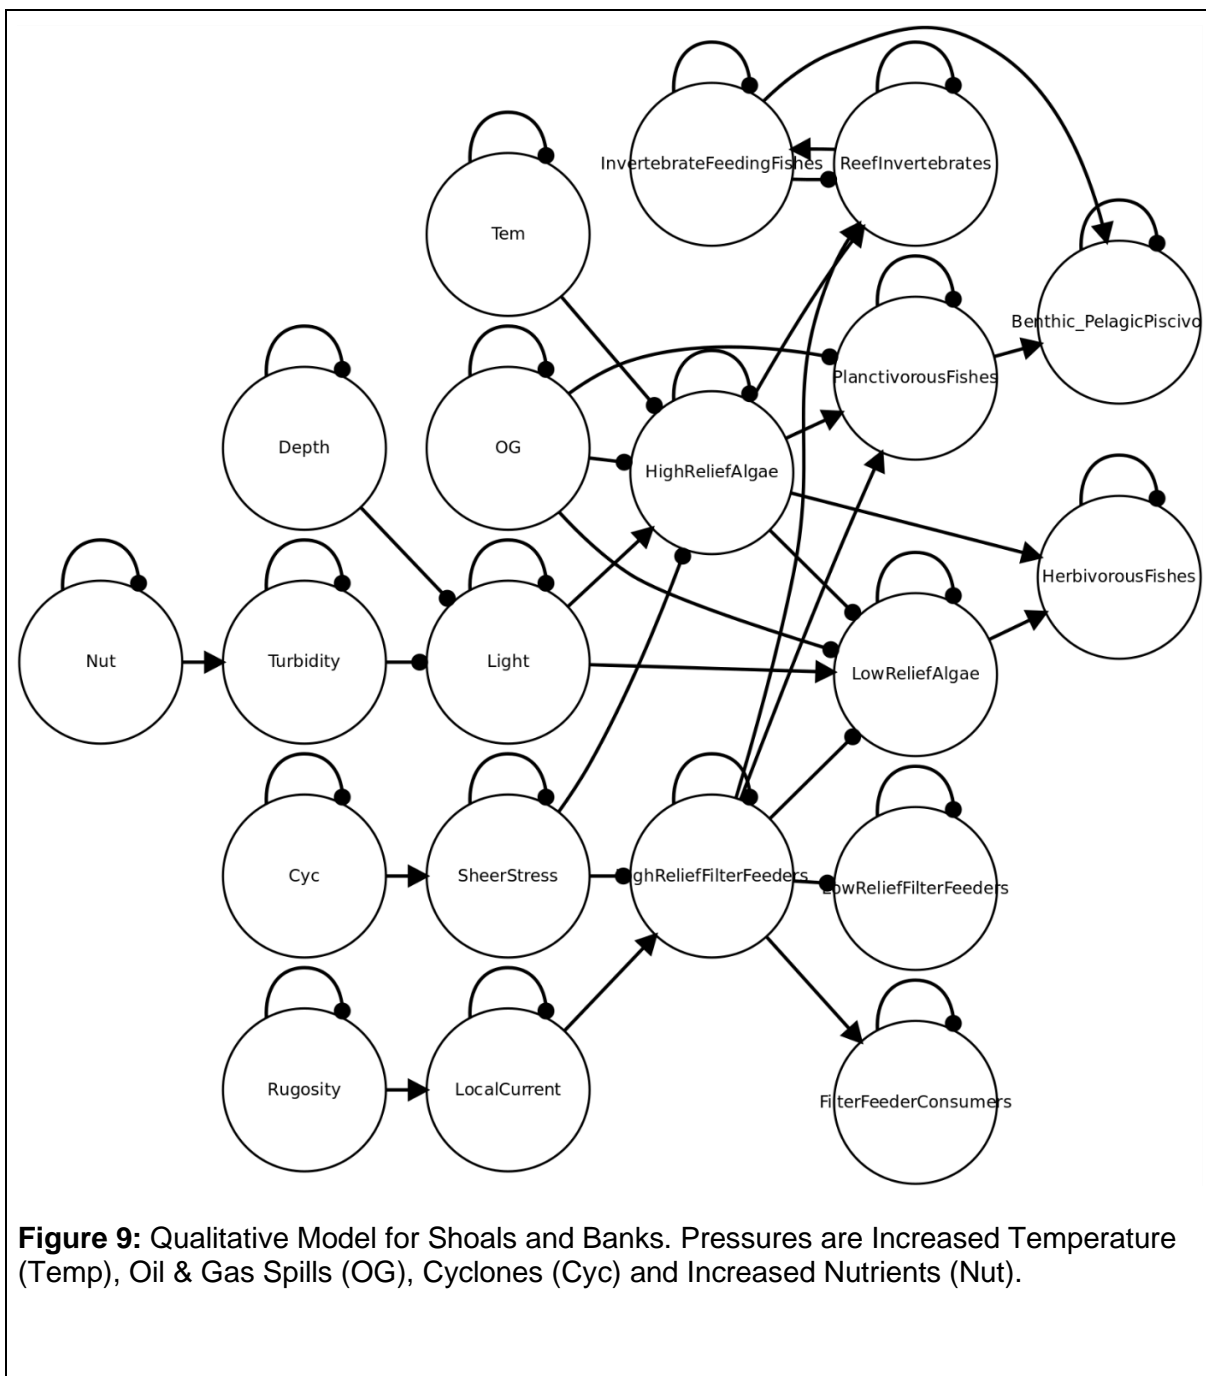 InvertebrateFeedingFishes
ReefInvertebrates
Tem
Benthic_PelagicPiscivo
PlanctivorousFishes
Depth
OG
HighReliefAlgae
HerbivorousFishes
Nut
Turbidity
Light
LowReliefAlgae
Cyc
SheerStress
ghReliefFilterFeeders
LowReliefFilterFeeders
Rugosity
LocalCurrent
FilterFeederConsumers
Figure 9: Qualitative Model for Shoals and Banks. Pressures are Increased Temperature
(Temp), Oil & Gas Spills (OG), Cyclones (Cyc) and Increased Nutrients (Nut).